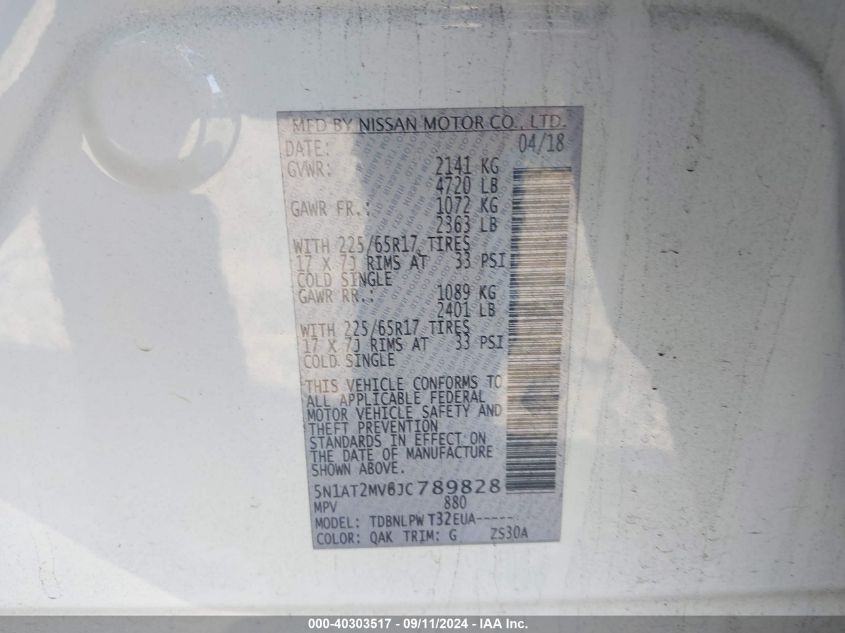 MFD BY NISSAN MOTOR CO., LTD.
DATE: 04/18
GVWR: 2141 KG
4720 LB
GAWR FR.: 1072 KG
2363 LB
WITH 225/65R17 TIRES
17 X 7J RIMS AT 33 PSI
COLD SINGLE
GAWR RR.: 1089 KG
2401 LB
WITH 225/65R17 TIRES
17 X 7J RIMS AT 33 PSI
COLD SINGLE
THIS VEHICLE CONFORMS TO
ALL APPLICABLE FEDERAL
MOTOR VEHICLE SAFETY AND
THEFT PREVENTION
STANDARDS IN EFFECT ON
THE DATE OF MANUFACTURE
SHOWN ABOVE.
5N1AT2MV6JC789828
MPV 880
MODEL: TDBNLPW T32EUA-----
COLOR: QAK TRIM: G ZS30A
000-40303517 - 09/11/2024 - IAA Inc.